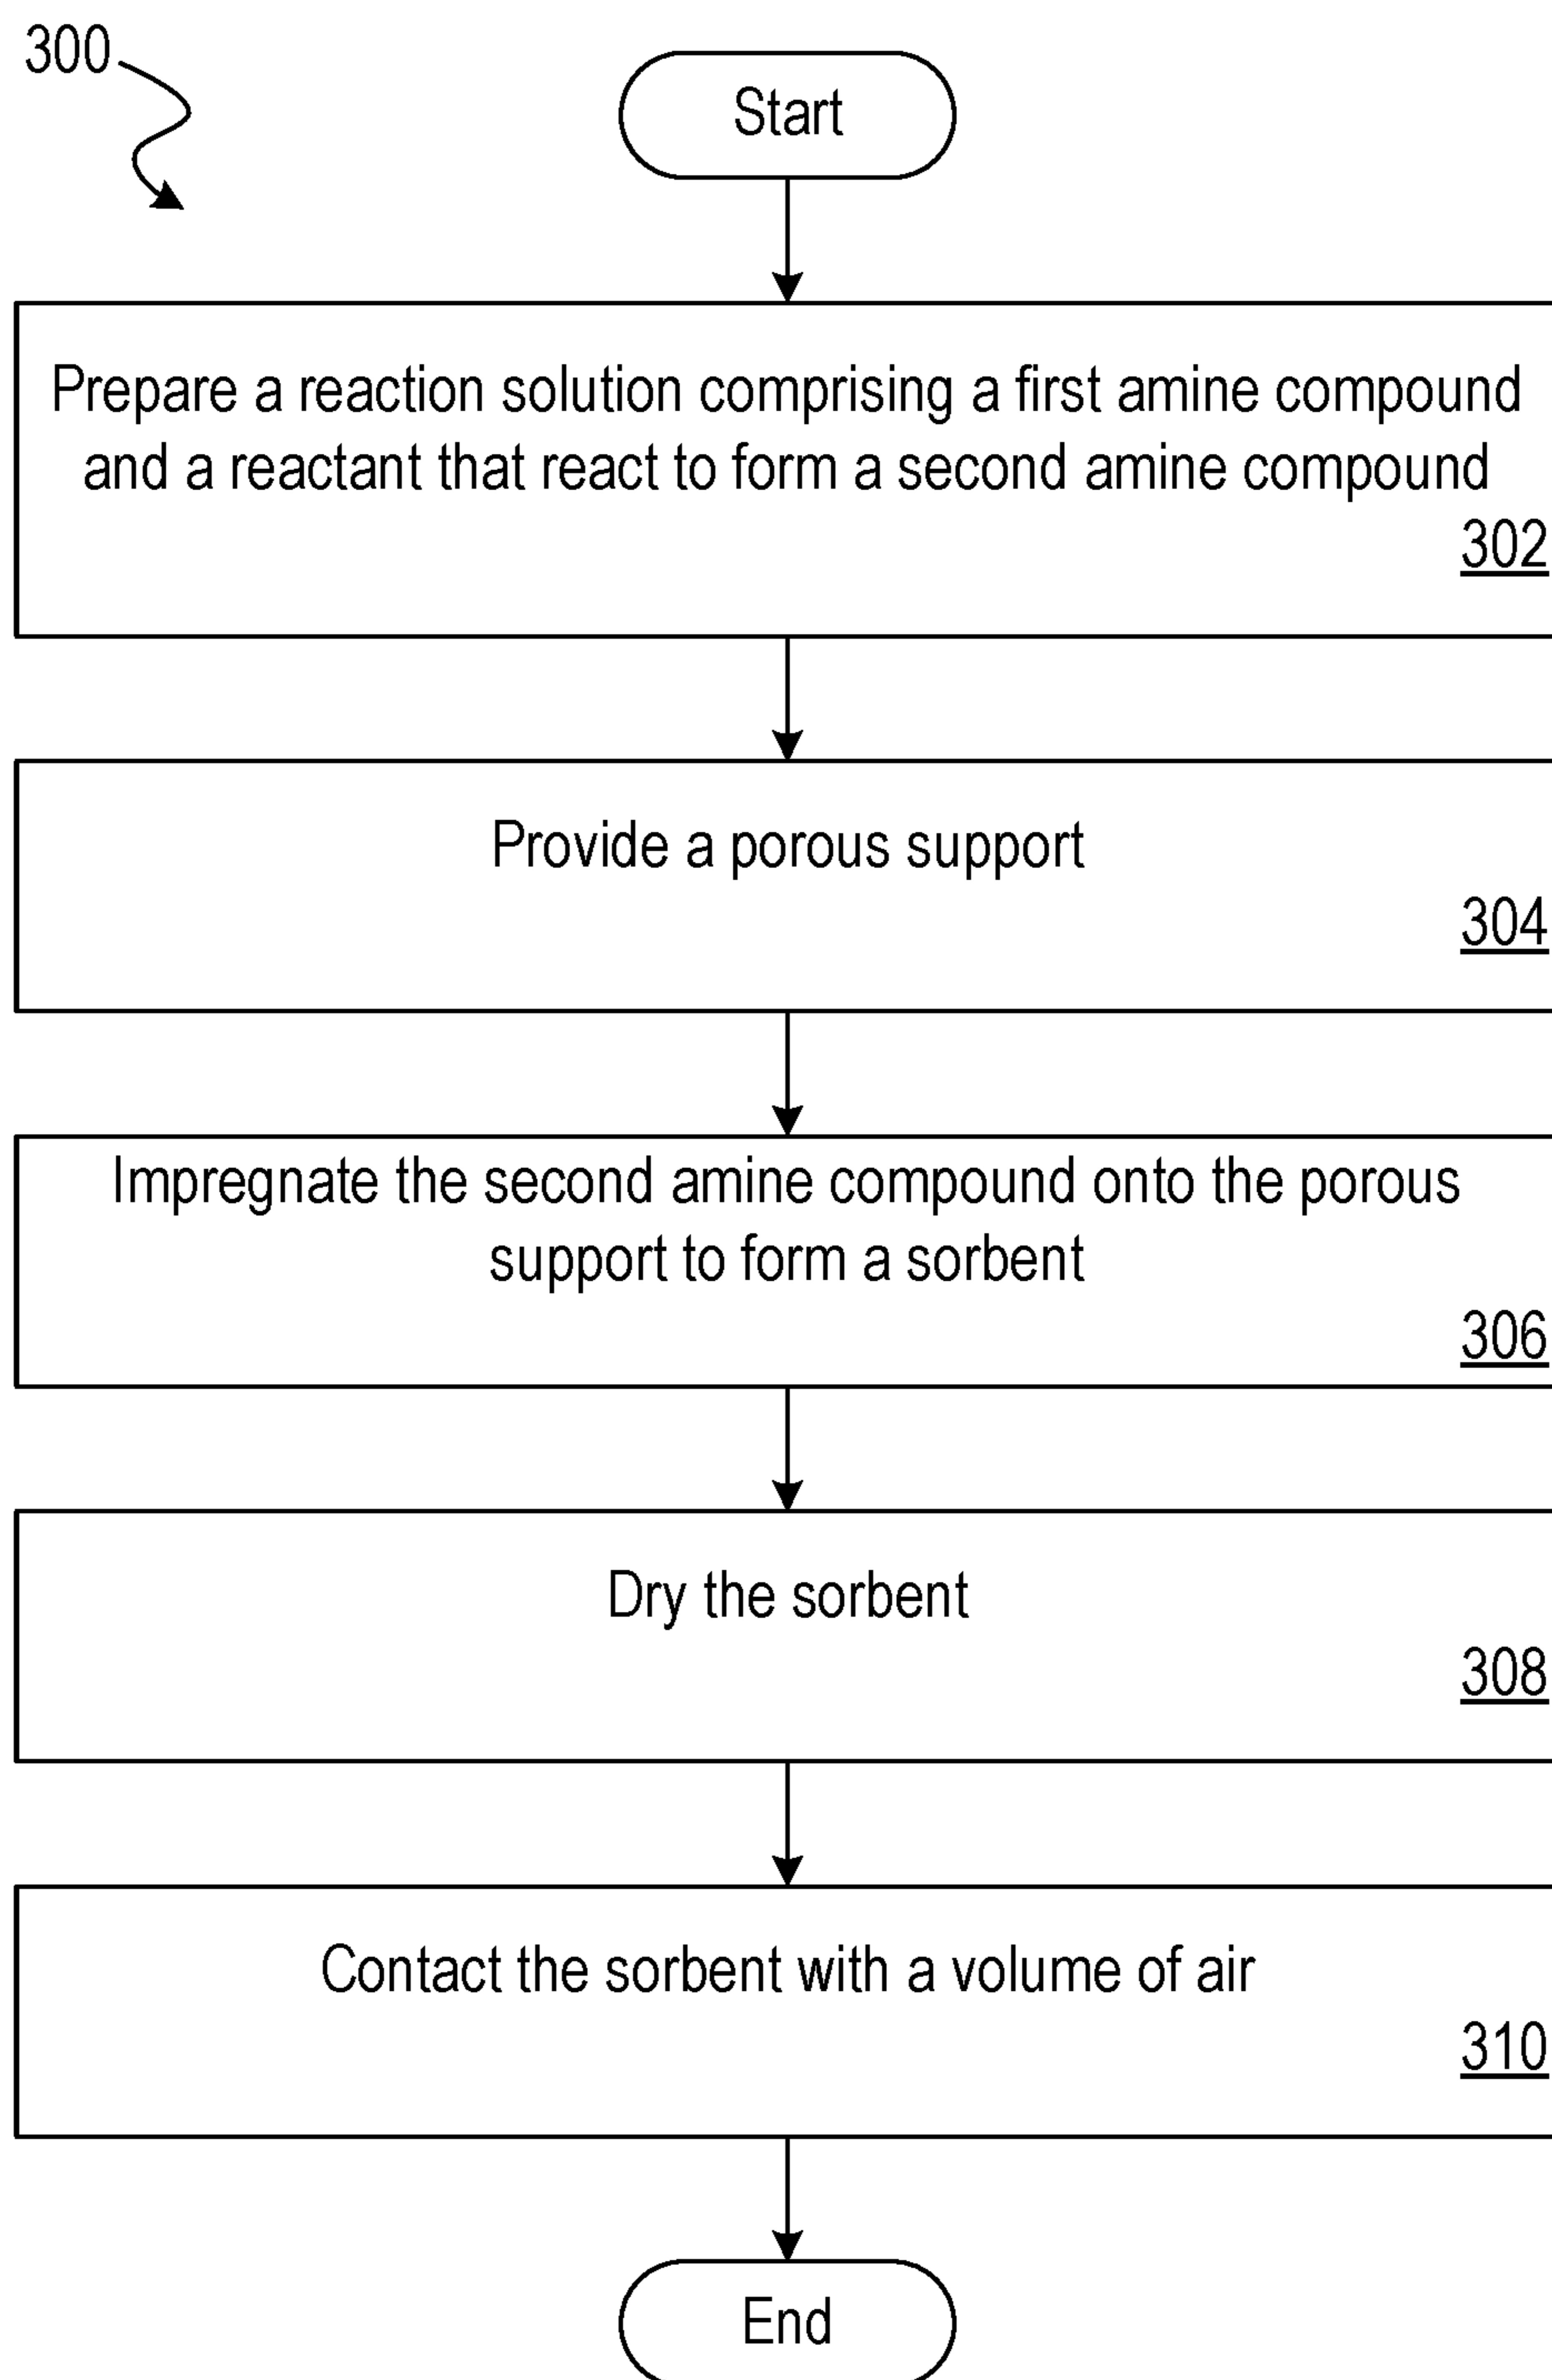 300
Start
Prepare a reaction solution comprising a first amine compound
and a reactant that react to form a second amine compound
302
Provide a porous support
304
Impregnate the second amine compound onto the porous
support to form a sorbent
306
Dry the sorbent
308
Contact the sorbent with a volume of air
310
End